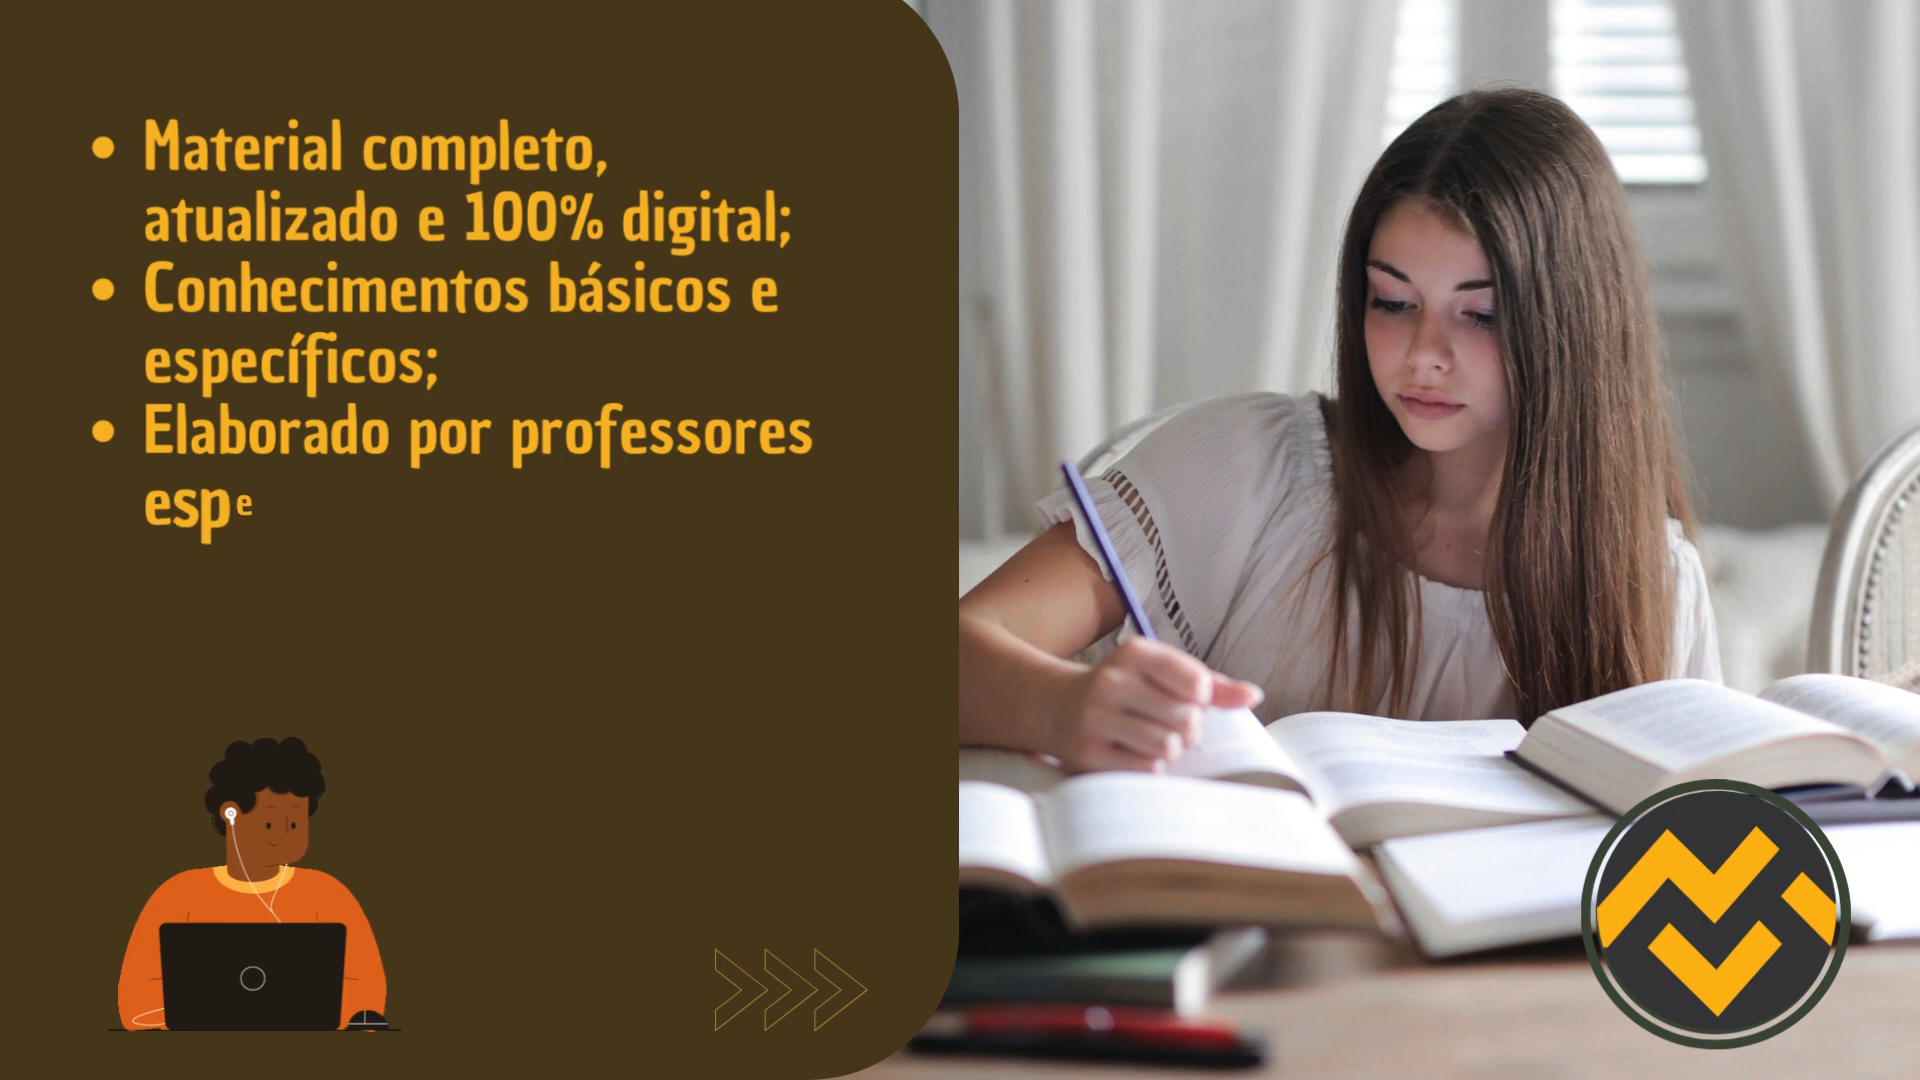 • Material completo,
atualizado e 100% digital;
• Conhecimentos básicos e
específicos;
• Elaborado por professores
espe